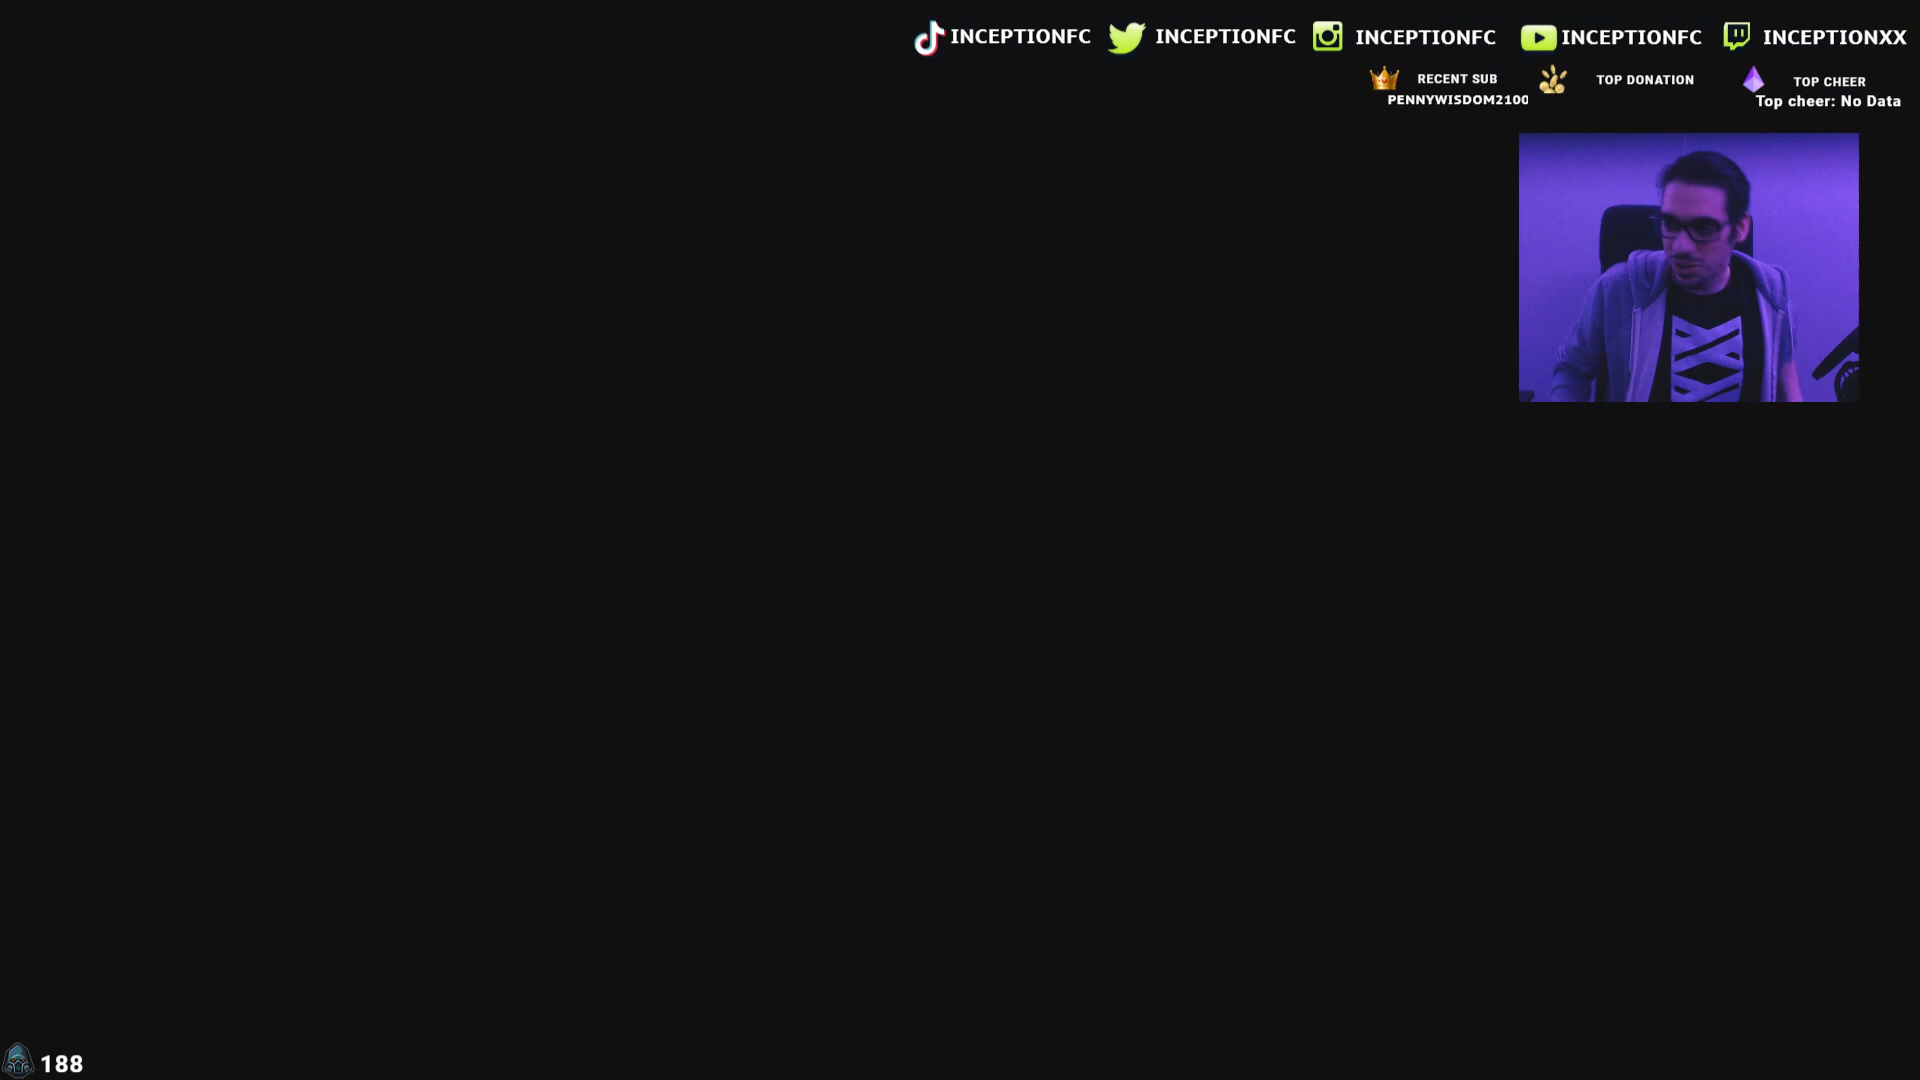 INCEPTIONFC INCEPTIONFC INCEPTIONFC INCEPTIONFC INCEPTIONXX
RECENT SUB TOP DONATION TOP CHEER
PENNYWISDOM2100 Top cheer: No Data
188